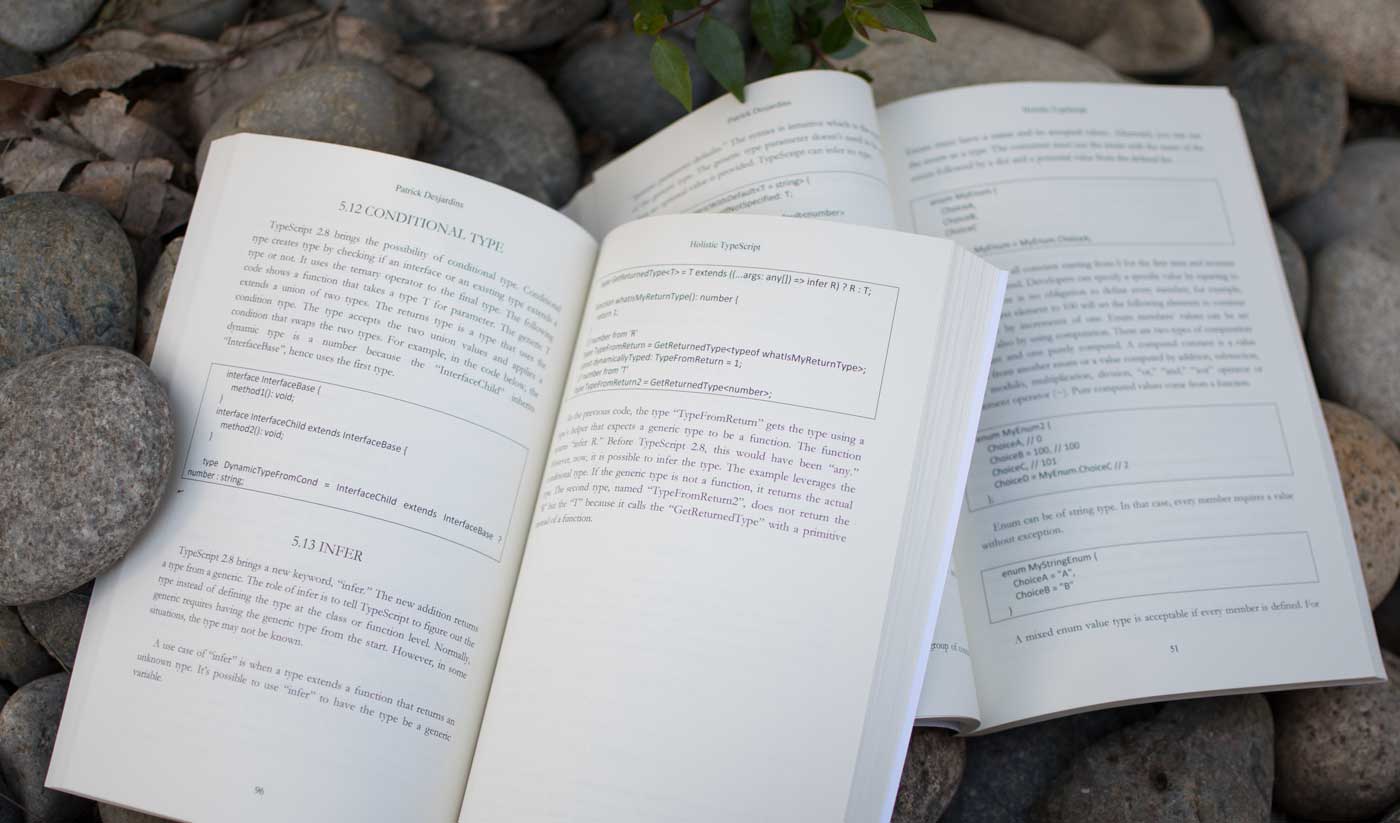 Patrick Desjardins
5.12 CONDITIONAL TYPE
TypeScript 2.8 brings the possibility of conditional type. Conditional
type creates type by checking if an interface or an existing type extends a
type or not. It uses the ternary operator to the final type. The following
code shows a function that takes a type T for parameter. The generic T
extends a union of two types. The returns type is a type that uses the
condition type. The type accepts the two union values and applies a
condition that swaps the two types. For example, in the code below, the
dynamic type is a number because the "InterfaceChild" inherits
"InterfaceBase", hence uses the first type.
interface InterfaceBase {
method1(): void;
}
interface InterfaceChild extends InterfaceBase {
method2(): void;
}
type DynamicTypeFromCond = InterfaceChild extends InterfaceBase ?
number : string;
5.13 INFER
TypeScript 2.8 brings a new keyword, "infer." The new addition returns
a type from a generic. The role of infer is to tell TypeScript to figure out the
type instead of defining the type at the class or function level. Normally,
generic requires having the generic type from the start. However, in some
situations, the type may not be known.
A use case of "infer" is when a type extends a function that returns an
unknown type. It's possible to use "infer" to have the type be a generic
variable.
96
Holistic TypeScript
type GetReturnedType<T> = T extends ((...args: any[]) => infer R) ? R : T;
function whatIsMyReturnType(): number {
return 1;
}
// number from 'R'
type TypeFromReturn = GetReturnedType<typeof whatIsMyReturnType>;
const dynamicallyTyped: TypeFromReturn = 1;
// number from 'T'
type TypeFromReturn2 = GetReturnedType<number>;
In the previous code, the type "TypeFromReturn" gets the type using a
type's helper that expects a generic type to be a function. The function
returns "infer R." Before TypeScript 2.8, this would have been "any."
However, now, it is possible to infer the type. The example leverages the
conditional type. If the generic type is not a function, it returns the actual
type. The second type, named "TypeFromReturn2", does not return the
"R" but the "T" because it calls the "GetReturnedType" with a primitive
instead of a function.
Patrick Desjardins
defaults." The syntax is intuitive which is the
generic type. The generic type parameter doesn't need to be
optional value is provided. TypeScript can infer its type.
WithDefault<T = string> {
NotSpecified: T;
<number>
Holistic TypeScript
Enums must have a name and its accepted values. Ultimately, you can use
the enum as a type. The consumer must use the enum with the name of the
enum followed by a dot and a potential value from the defined list.
enum MyEnum {
ChoiceA,
ChoiceB,
ChoiceC
MyEnum = MyEnum.ChoiceA;
all constant starting from 0 for the first item and increase
end. Developers can specify a specific value by equaling to
is no obligation to define every member, for example,
element to 100 will set the following elements to continue
by increments of one. Enum members' values can be set
also by using computation. There are two types of computation
and one purely computed. A computed constant is a value
from another enum or a value computed by addition, subtraction,
modulo, multiplication, division, "or," "and," "xor" operator or
operator (~). Pure computed values come from a function.
enum MyEnum2 {
ChoiceA, // 0
ChoiceB = 100, // 100
ChoiceC, // 101
ChoiceD = MyEnum.ChoiceC // 2
},
Enum can be of string type. In that case, every member requires a value
without exception.
enum MyStringEnum {
ChoiceA = "A",
ChoiceB = "B"
}
A mixed enum value type is acceptable if every member is defined. For
51
group of